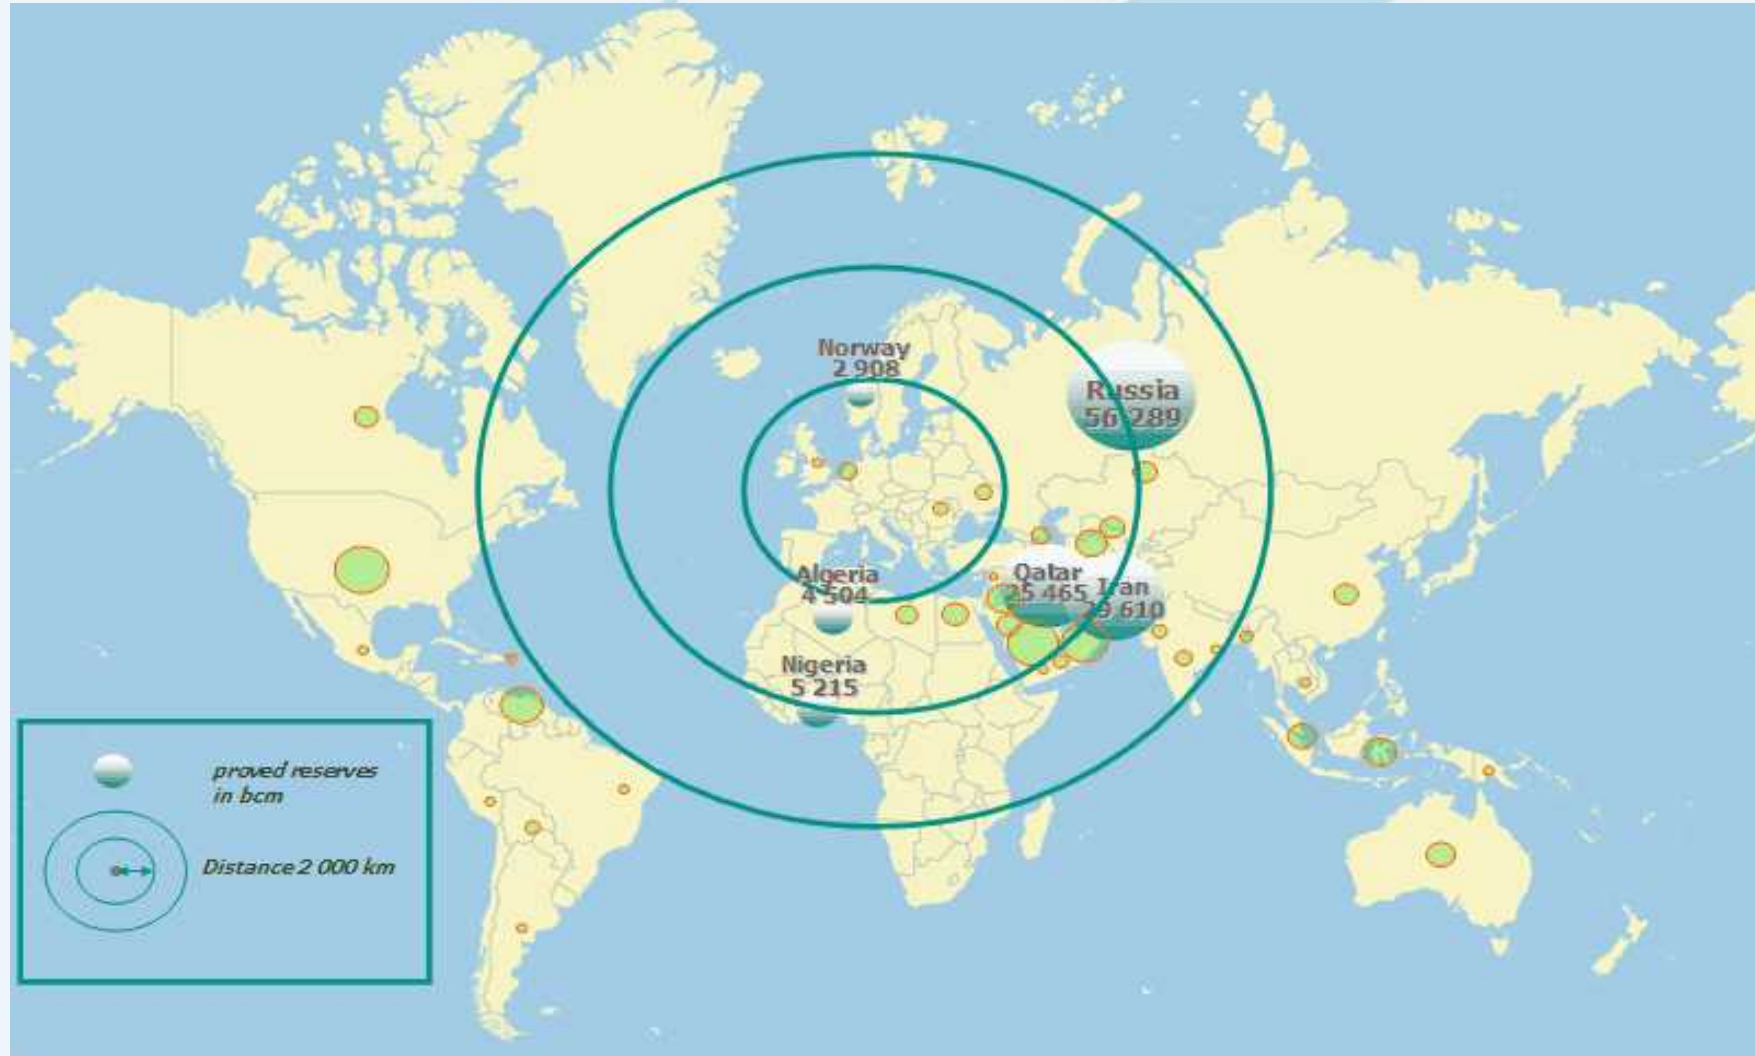 Norway
2 908
Russia
56 289
Algeria
4 504
Qatar
25 465
Iran
29 610
Nigeria
5 215
proved reserves
in bcm
Distance 2 000 km